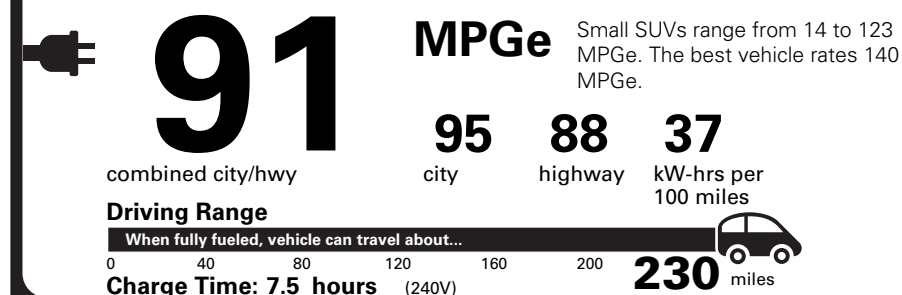 91
MPGe
Small SUVs range from 14 to 123
MPGe. The best vehicle rates 140
MPGe.
95
88
37
combined city/hwy
city
highway
kW-hrs per
100 miles
Driving Range
When fully fueled, vehicle can travel about...
0 40 80 120 160 200
230 miles
Charge Time: 7.5 hours (240V)